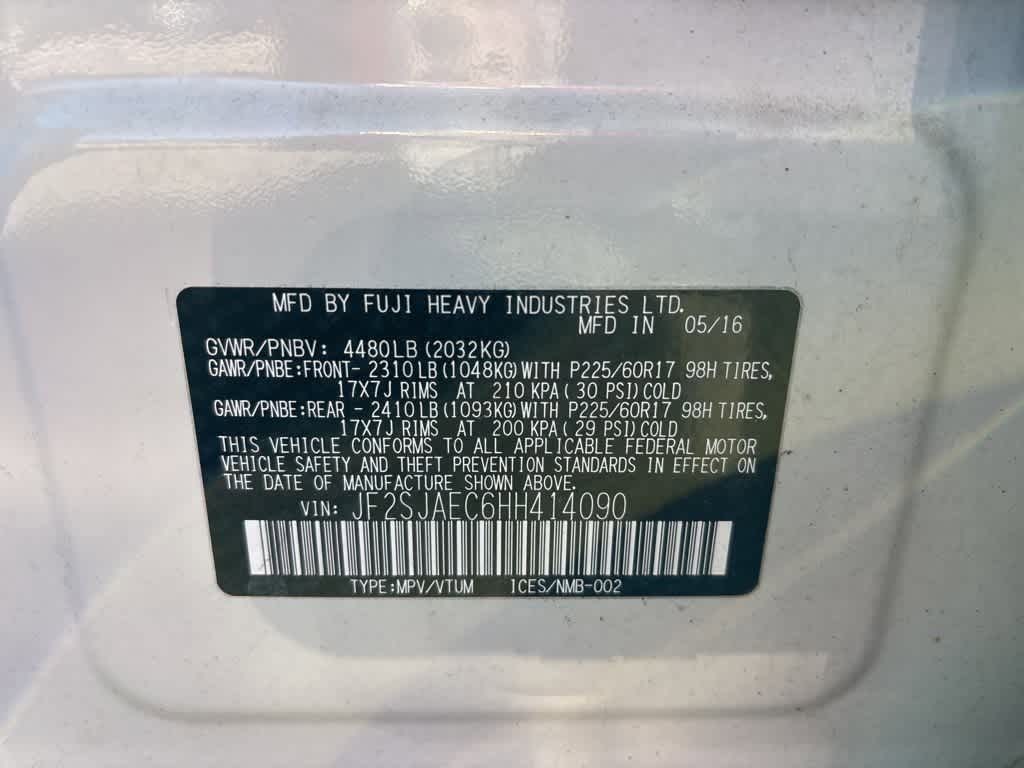 MFD BY FUJI HEAVY INDUSTRIES LTD.
MFD IN 05/16
GVWR/PNBV: 4480LB (2032KG)
GAWR/PNBE:FRONT- 2310LB (1048KG) WITH P225/60R17 98H TIRES,
17X7J RIMS AT 210 KPA ( 30 PSI) COLD
GAWR/PNBE:REAR - 2410LB (1093KG) WITH P225/60R17 98H TIRES,
17X7J RIMS AT 200 KPA ( 29 PSI) COLD
THIS VEHICLE CONFORMS TO ALL APPLICABLE FEDERAL MOTOR
VEHICLE SAFETY AND THEFT PREVENTION STANDARDS IN EFFECT ON
THE DATE OF MANUFACTURE SHOWN ABOVE.
VIN: JF2SJAEC6HH414090
TYPE:MPV/VTUM ICES/NMB-002